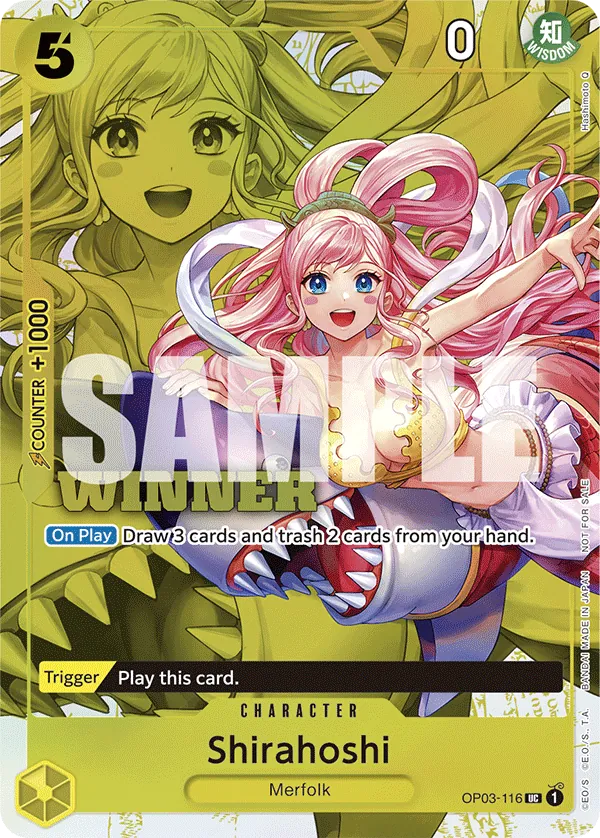 5
0
知
WISDOM
Hashimoto Q
COUNTER +1000
SAMPLE
WINNER
On Play Draw 3 cards and trash 2 cards from your hand.
Trigger Play this card.
CHARACTER
Shirahoshi
Merfolk
OP03-116 UC 1
©E.O/S ©E.O./S., T.A. BANDAI MADE IN JAPAN NOT FOR SALE